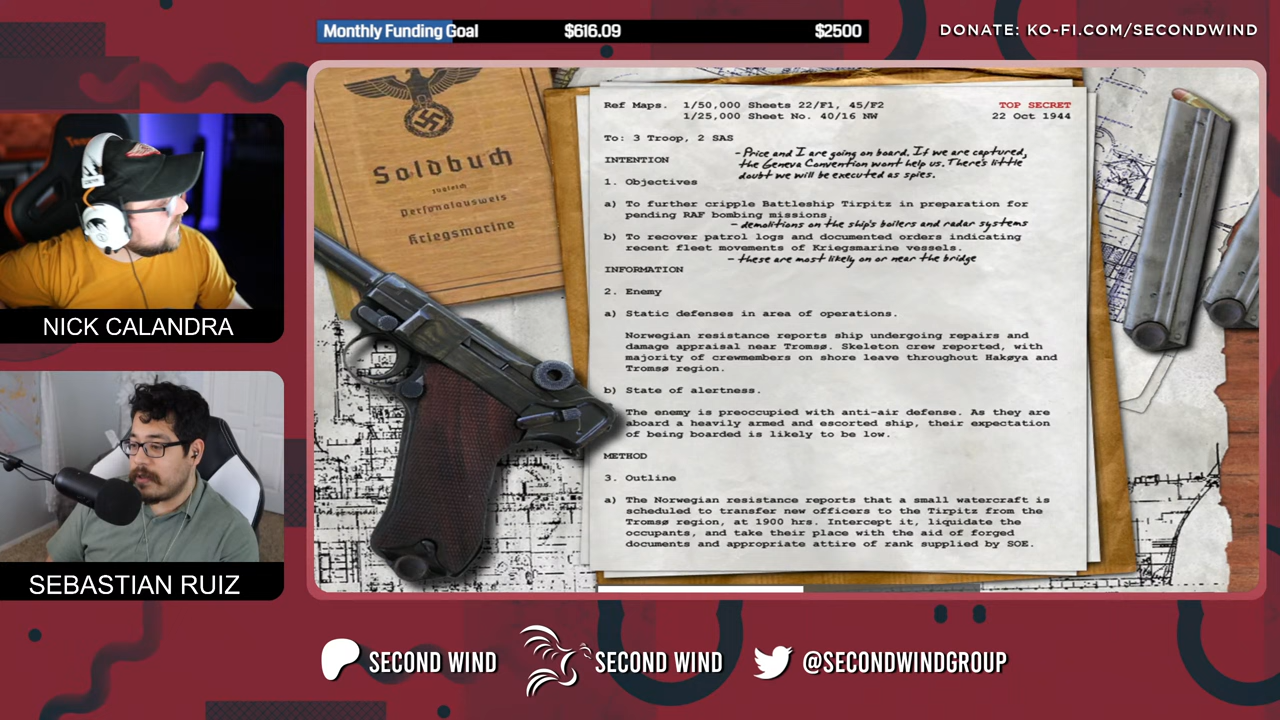 Monthly Funding Goal $616.09 $2500
DONATE: KO-FI.COM/SECONDWIND
NICK CALANDRA
SEBASTIAN RUIZ
Soldbuch
zugleich
Personalausweis
Kriegsmarine
Ref Maps. 1/50,000 Sheets 22/F1, 45/F2
1/25,000 Sheet No. 40/16 NW
TOP SECRET
22 Oct 1944
To: 3 Troop, 2 SAS
- Price and I are going on board. If we are captured,
the Geneva Convention wont help us. There's little
doubt we will be executed as spies.
INTENTION
1. Objectives
a) To further cripple Battleship Tirpitz in preparation for
pending RAF bombing missions.
- demolitions on the ship's boilers and radar systems
b) To recover patrol logs and documented orders indicating
recent fleet movements of Kriegsmarine vessels.
- these are most likely on or near the bridge
INFORMATION
2. Enemy
a) Static defenses in area of operations.
Norwegian resistance reports ship undergoing repairs and
damage appraisal near Tromsø. Skeleton crew reported, with
majority of crewmembers on shore leave throughout Hakøya and
Tromsø region.
b) State of alertness.
The enemy is preoccupied with anti-air defense. As they are
aboard a heavily armed and escorted ship, their expectation
of being boarded is likely to be low.
METHOD
3. Outline
a) The Norwegian resistance reports that a small watercraft is
scheduled to transfer new officers to the Tirpitz from the
Tromsø region, at 1900 hrs. Intercept it, liquidate the
occupants, and take their place with the aid of forged
documents and appropriate attire of rank supplied by SOE.
SECOND WIND
SECOND WIND
@SECONDWINDGROUP